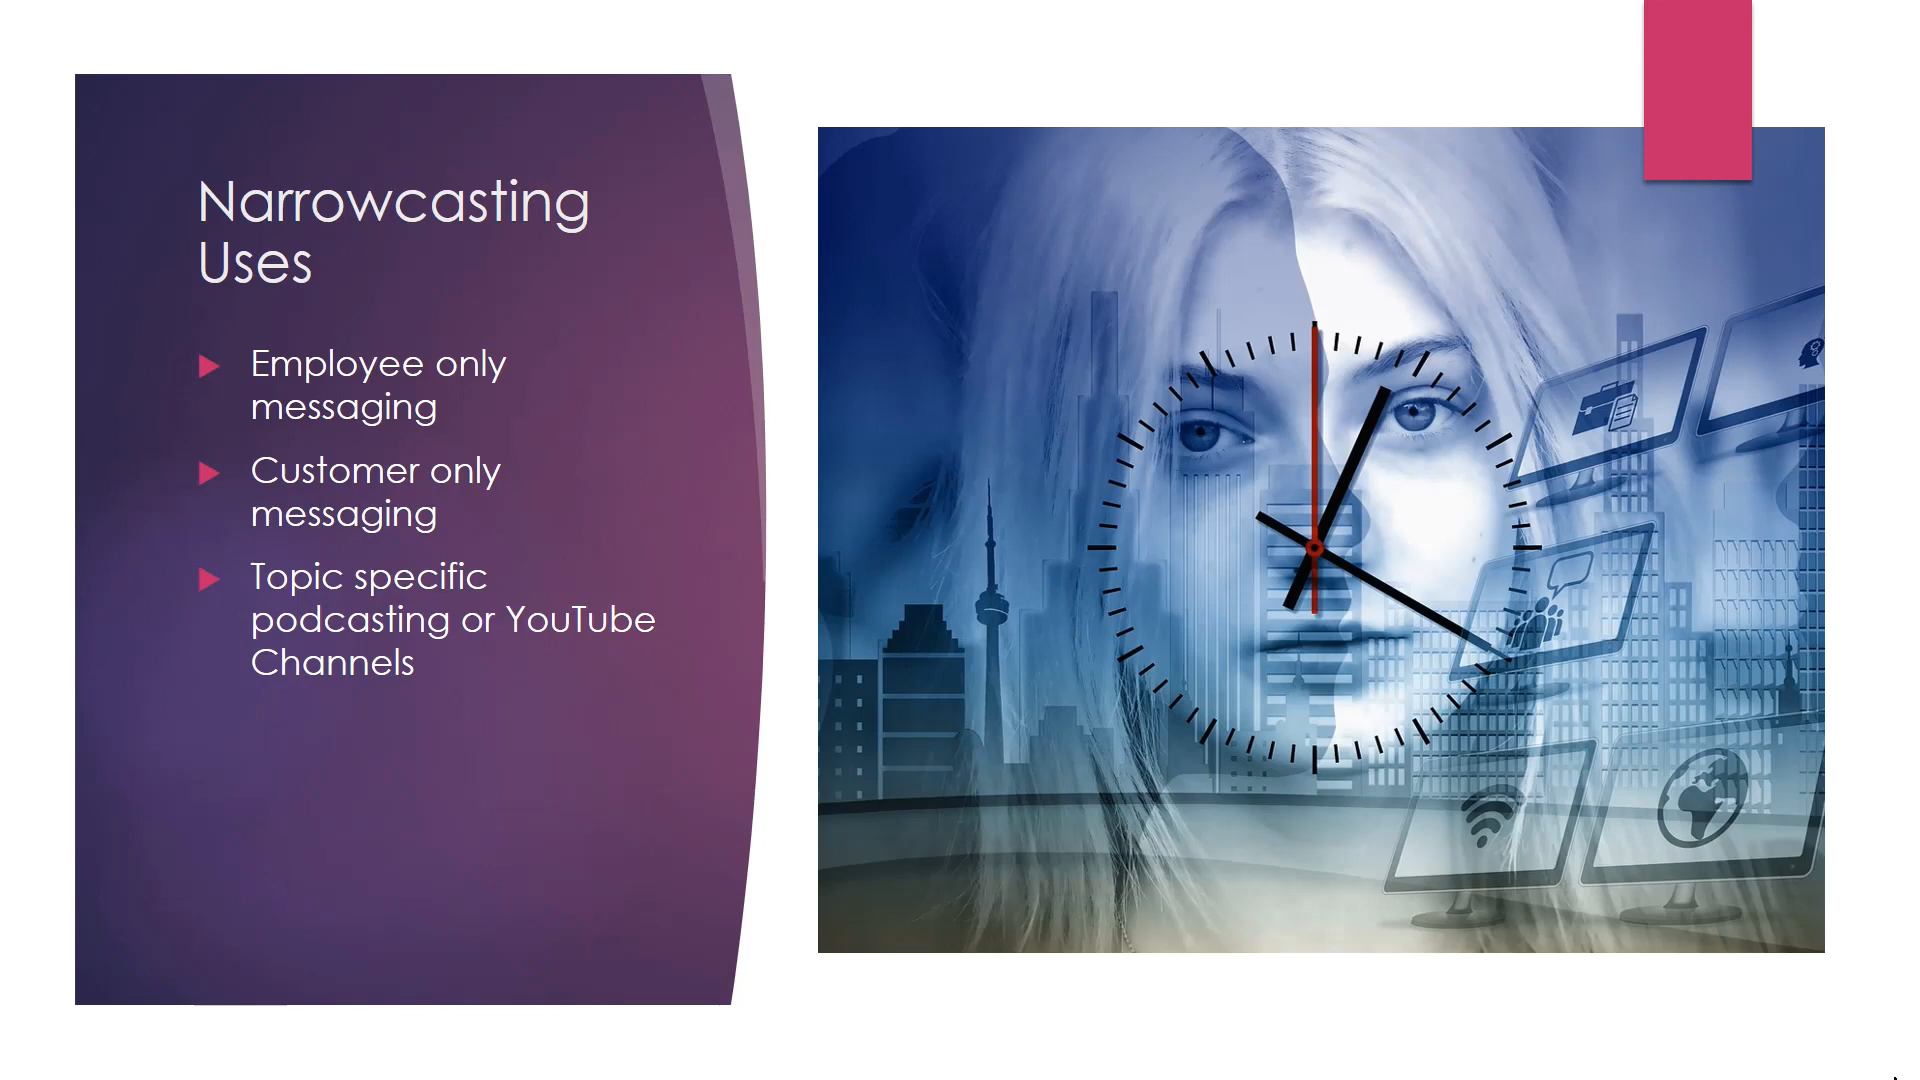 Narrowcasting
Uses
Employee only
messaging
Customer only
messaging
Topic specific
podcasting or YouTube
Channels